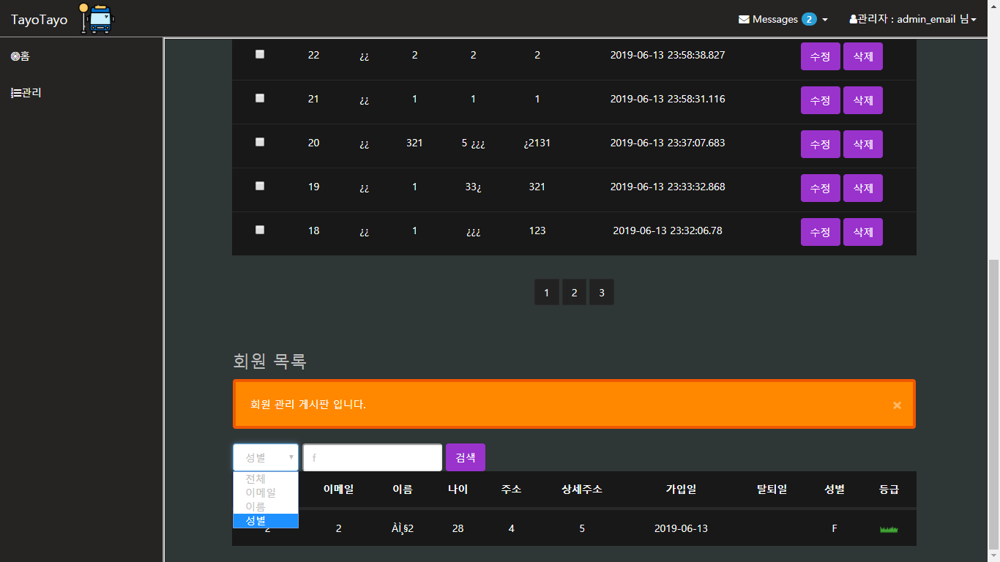 TayoTayo
Messages 2
관리자 : admin_email 님
홈
관리
22 ¿¿ 2 2 2 2019-06-13 23:58:38.827 수정 삭제
21 ¿¿ 1 1 1 2019-06-13 23:58:31.116 수정 삭제
20 ¿¿ 321 5 ¿¿¿ ¿2131 2019-06-13 23:37:07.683 수정 삭제
19 ¿¿ 1 33¿ 321 2019-06-13 23:33:32.868 수정 삭제
18 ¿¿ 1 ¿¿¿ 123 2019-06-13 23:32:06.78 수정 삭제
1 2 3
회원 목록
회원 관리 게시판 입니다. ×
성별 f 검색
전체
이메일
이름
성별
이메일 이름 나이 주소 상세주소 가입일 탈퇴일 성별 등급
2 2 ÀÌ¸§2 28 4 5 2019-06-13 F